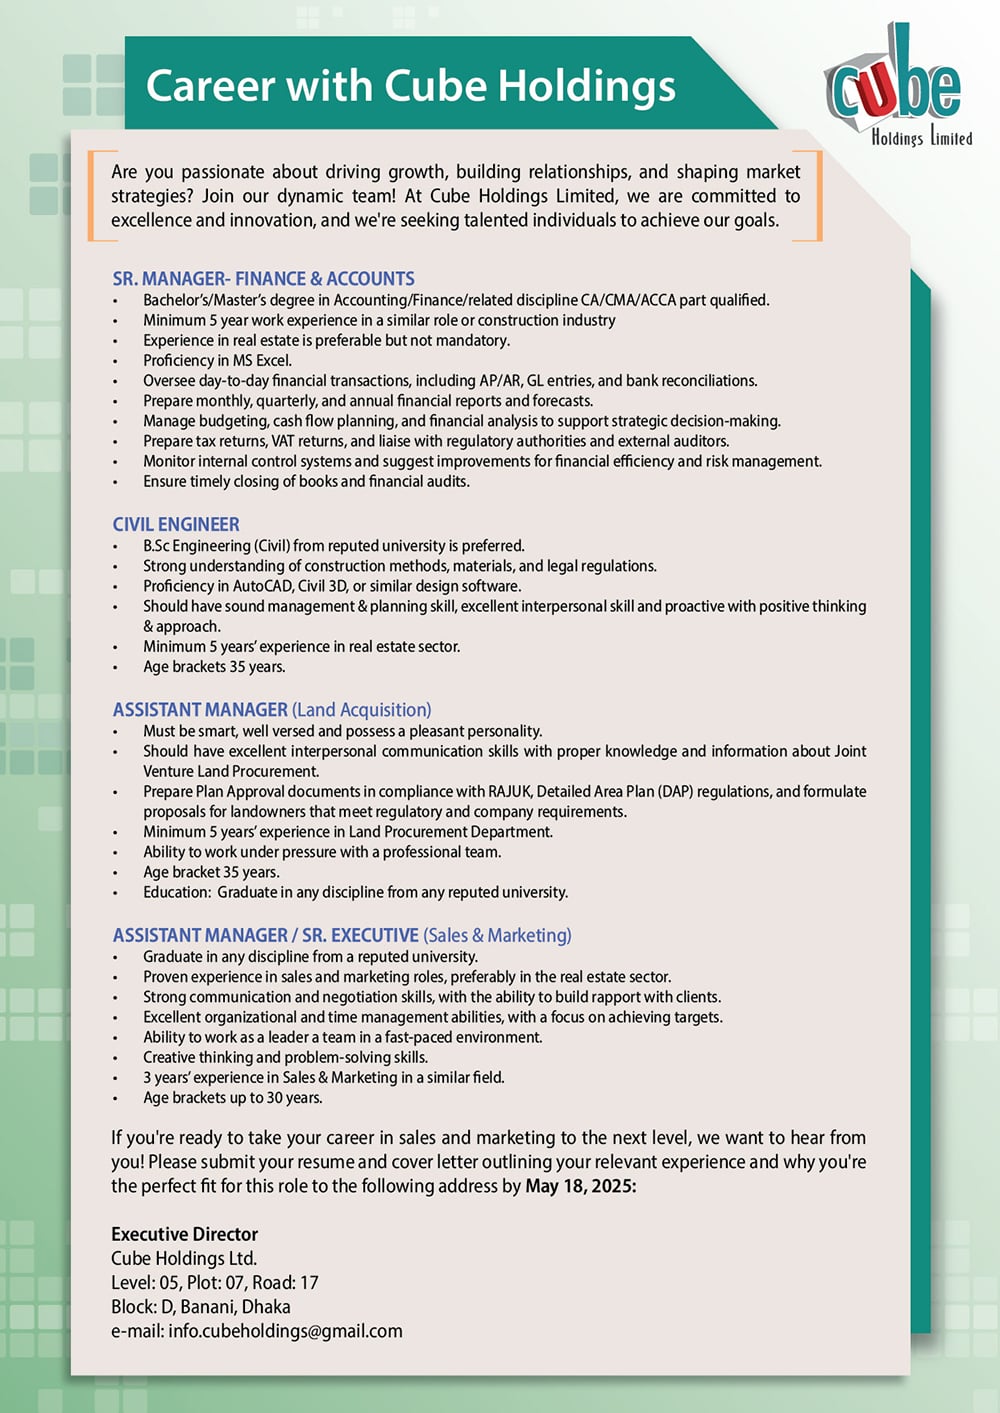 Career with Cube Holdings
cube
Holdings Limited
Are you passionate about driving growth, building relationships, and shaping market
strategies? Join our dynamic team! At Cube Holdings Limited, we are committed to
excellence and innovation, and we're seeking talented individuals to achieve our goals.
SR. MANAGER- FINANCE & ACCOUNTS
• Bachelor's/Master's degree in Accounting/Finance/related discipline CA/CMA/ACCA part qualified.
• Minimum 5 year work experience in a similar role or construction industry
• Experience in real estate is preferable but not mandatory.
• Proficiency in MS Excel.
• Oversee day-to-day financial transactions, including AP/AR, GL entries, and bank reconciliations.
• Prepare monthly, quarterly, and annual financial reports and forecasts.
• Manage budgeting, cash flow planning, and financial analysis to support strategic decision-making.
• Prepare tax returns, VAT returns, and liaise with regulatory authorities and external auditors.
• Monitor internal control systems and suggest improvements for financial efficiency and risk management.
• Ensure timely closing of books and financial audits.
CIVIL ENGINEER
• B.Sc Engineering (Civil) from reputed university is preferred.
• Strong understanding of construction methods, materials, and legal regulations.
• Proficiency in AutoCAD, Civil 3D, or similar design software.
• Should have sound management & planning skill, excellent interpersonal skill and proactive with positive thinking
& approach.
• Minimum 5 years' experience in real estate sector.
• Age brackets 35 years.
ASSISTANT MANAGER (Land Acquisition)
• Must be smart, well versed and possess a pleasant personality.
• Should have excellent interpersonal communication skills with proper knowledge and information about Joint
Venture Land Procurement.
• Prepare Plan Approval documents in compliance with RAJUK, Detailed Area Plan (DAP) regulations, and formulate
proposals for landowners that meet regulatory and company requirements.
• Minimum 5 years' experience in Land Procurement Department.
• Ability to work under pressure with a professional team.
• Age bracket 35 years.
• Education: Graduate in any discipline from any reputed university.
ASSISTANT MANAGER / SR. EXECUTIVE (Sales & Marketing)
• Graduate in any discipline from a reputed university.
• Proven experience in sales and marketing roles, preferably in the real estate sector.
• Strong communication and negotiation skills, with the ability to build rapport with clients.
• Excellent organizational and time management abilities, with a focus on achieving targets.
• Ability to work as a leader a team in a fast-paced environment.
• Creative thinking and problem-solving skills.
• 3 years' experience in Sales & Marketing in a similar field.
• Age brackets up to 30 years.
If you're ready to take your career in sales and marketing to the next level, we want to hear from
you! Please submit your resume and cover letter outlining your relevant experience and why you're
the perfect fit for this role to the following address by May 18, 2025:
Executive Director
Cube Holdings Ltd.
Level: 05, Plot: 07, Road: 17
Block: D, Banani, Dhaka
e-mail: info.cubeholdings@gmail.com